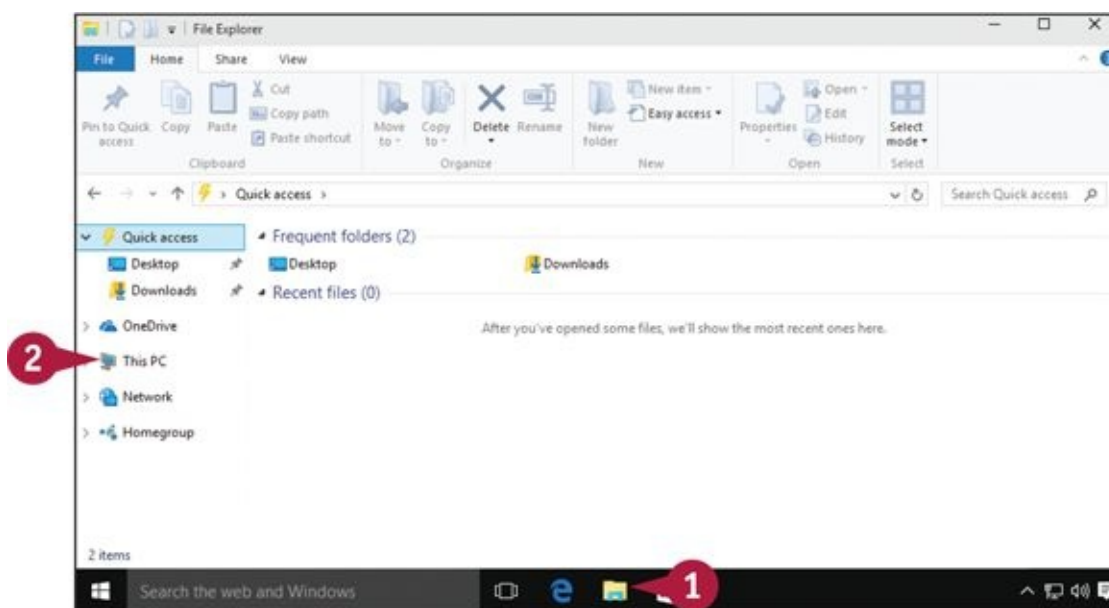 File Explorer
File Home Share View
Pin to Quick access
Copy
Paste
Cut
Copy path
Paste shortcut
Move to
Copy to
Delete
Rename
New folder
New item
Easy access
Properties
Open
Edit
History
Select mode
Clipboard Organize New Open Select
Quick access
Search Quick access
Quick access
Desktop
Downloads
OneDrive
This PC
Network
Homegroup
Frequent folders (2)
Desktop Downloads
Recent files (0)
After you've opened some files, we'll show the most recent ones here.
2
2 items
Search the web and Windows
1